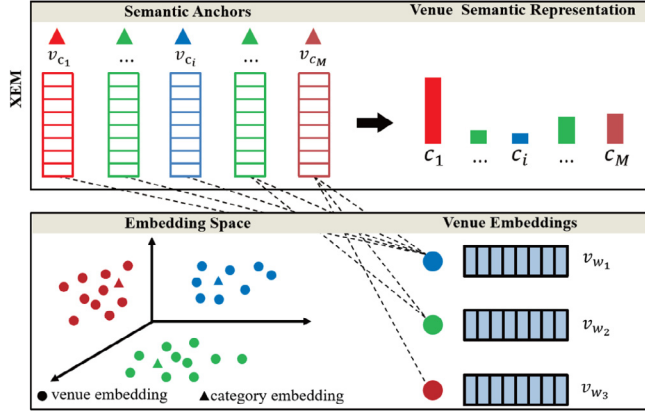 Semantic Anchors
Venue Semantic Representation
XEM
v_{c_1} ... v_{c_i} ... v_{c_M}
c_1 ... c_i ... c_M
Embedding Space
Venue Embeddings
v_{w_1}
v_{w_2}
v_{w_3}
venue embedding
category embedding